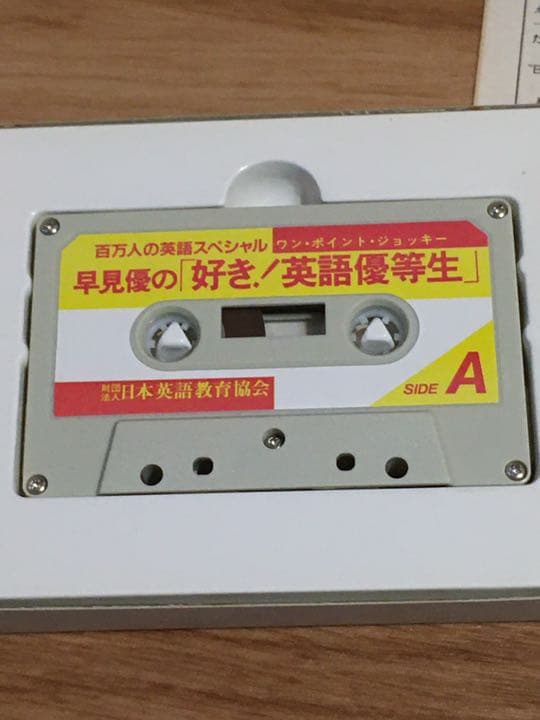 百万人の英語スペシャル ワン・ポイント・ジョッキー
早見優の「好き!英語優等生」
財団法人日本英語教育協会
SIDE A